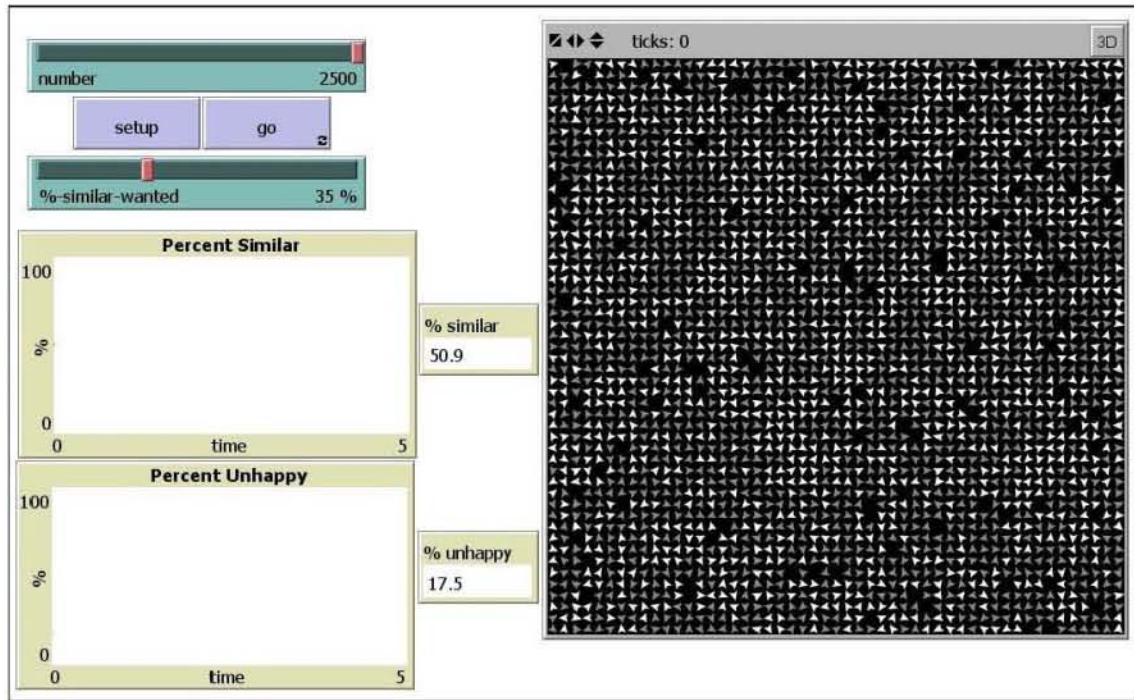 ticks: 0
3D
number 2500
setup go
%-similar-wanted 35 %
Percent Similar
100
%
0
0 time 5
% similar
50.9
Percent Unhappy
100
%
0
0 time 5
% unhappy
17.5